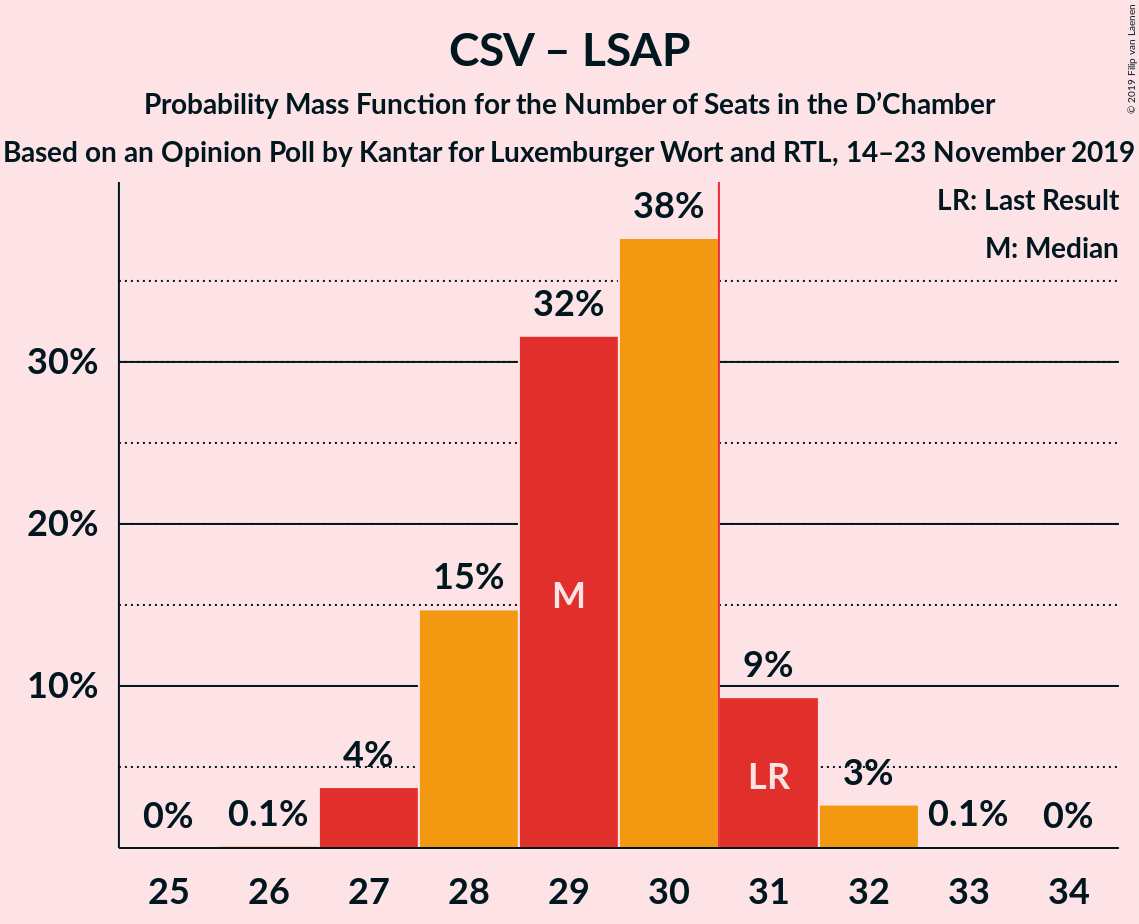 CSV – LSAP
Probability Mass Function for the Number of Seats in the D’Chamber
Based on an Opinion Poll by Kantar for Luxemburger Wort and RTL, 14–23 November 2019
© 2019 Filip van Laenen
LR: Last Result
M: Median
38%
32%
30%
20%
15%
M
10%
9%
4%
LR
3%
0%
0.1%
0.1%
0%
25 26 27 28 29 30 31 32 33 34